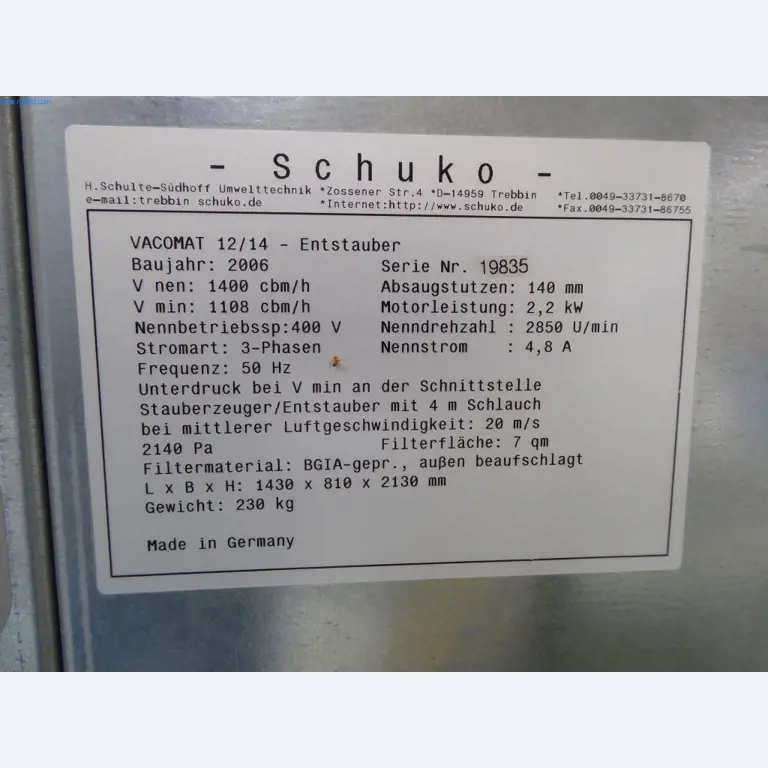 - Schuko -
H.Schulte-Südhoff Umwelttechnik *Zossener Str.4 *D-14959 Trebbin *Tel.0049-33731-8670
e-mail:trebbin schuko.de *Internet:http://www.schuko.de *Fax.0049-33731-86755
VACOMAT 12/14 - Entstauber
Baujahr: 2006 Serie Nr. 19835
V nen: 1400 cbm/h Absaugstutzen: 140 mm
V min: 1108 cbm/h Motorleistung: 2,2 kW
Nennbetriebssp:400 V Nenndrehzahl : 2850 U/min
Stromart: 3-Phasen Nennstrom : 4,8 A
Frequenz: 50 Hz
Unterdruck bei V min an der Schnittstelle
Stauberzeuger/Entstauber mit 4 m Schlauch
bei mittlerer Luftgeschwindigkeit: 20 m/s
2140 Pa Filterfläche: 7 qm
Filtermaterial: BGIA-gepr., außen beaufschlagt
L x B x H: 1430 x 810 x 2130 mm
Gewicht: 230 kg
Made in Germany